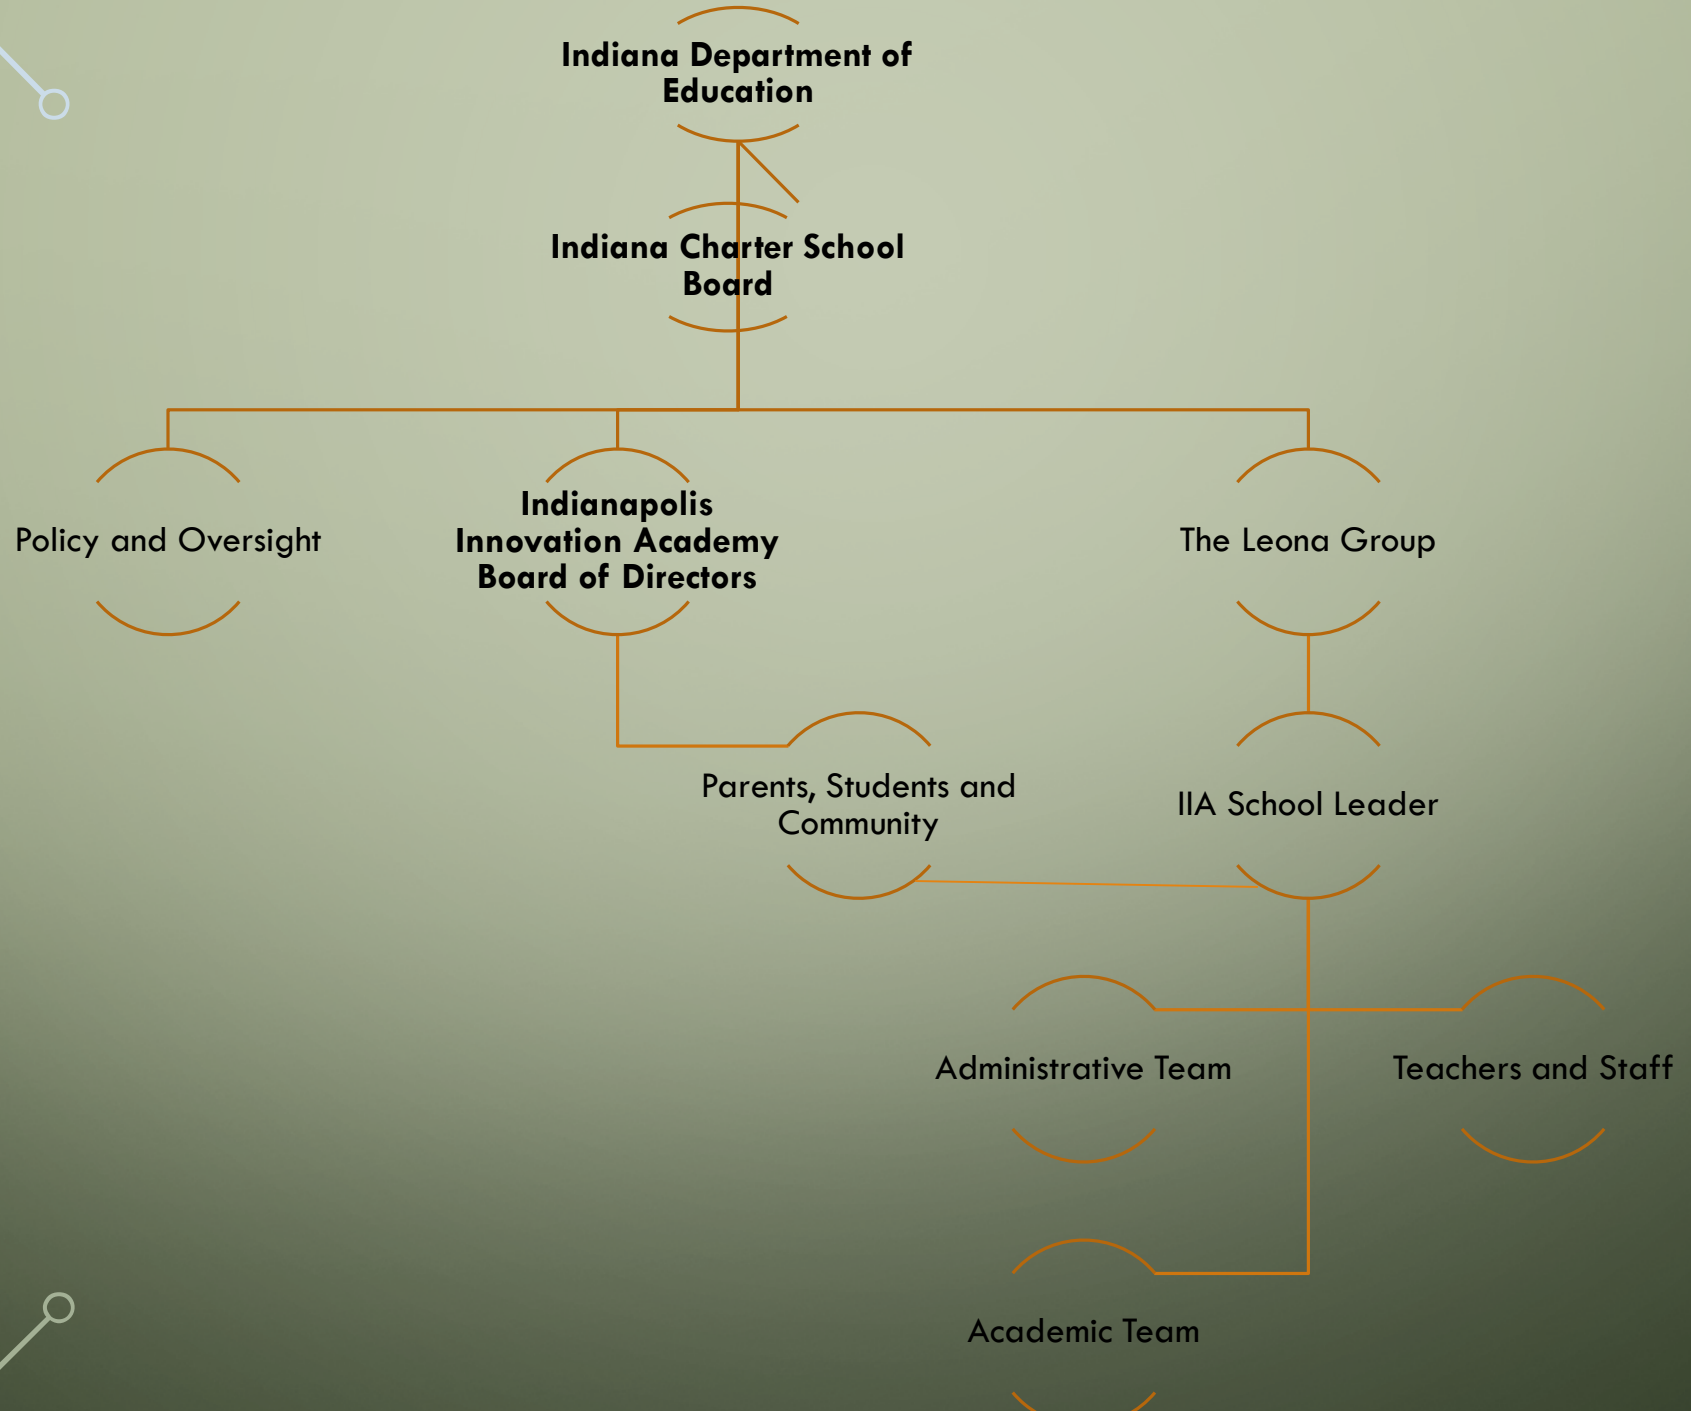 Indiana Department of
Education
Indiana Charter School
Board
Policy and Oversight
Indianapolis
Innovation Academy
Board of Directors
The Leona Group
Parents, Students and
Community
IIA School Leader
Administrative Team
Teachers and Staff
Academic Team